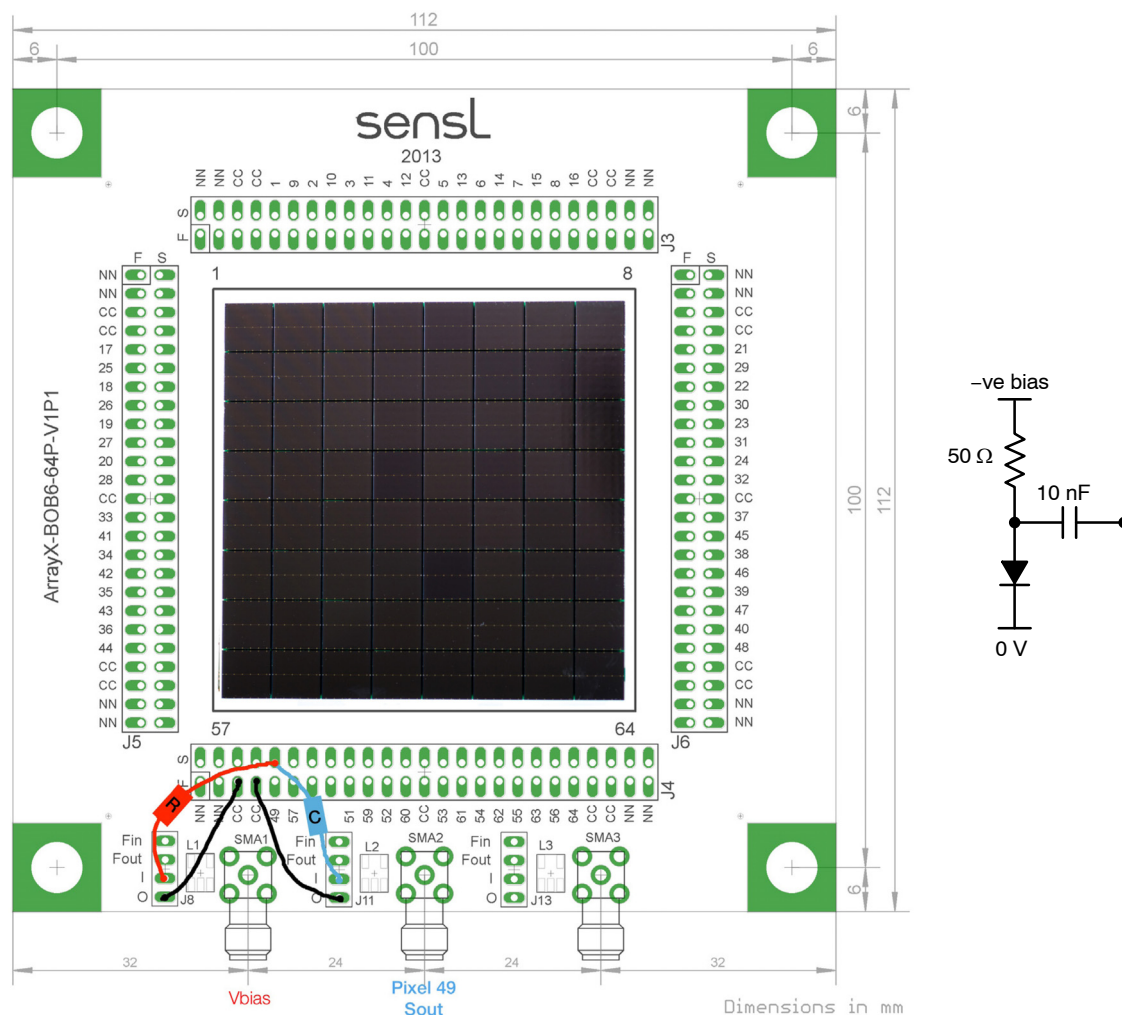 112
6
100
6
sensL
2013
NN NN CC CC 1 9 2 10 3 11 4 12 CC 5 13 6 14 7 15 8 16 CC CC NN NN
S
F
J3
F S
1
8
F S
NN
NN
CC
CC
17
25
18
26
19
27
20
28
CC
33
41
34
42
35
43
36
44
CC
CC
NN
NN
J5
ArrayX-BOB6-64P-V1P1
NN
NN
CC
CC
21
29
22
30
23
31
24
32
CC
37
45
38
46
39
47
40
48
CC
CC
NN
NN
J6
6
100
112
6
–ve bias
50 Ω
10 nF
0 V
57
64
S
F
J4
NN NN CC CC 49 57 51 59 52 60 CC 53 61 54 62 55 63 56 64 CC CC NN NN
R
C
Fin
Fout
I
O
L1
J8
SMA1
Fin
Fout
I
O
L2
J11
SMA2
Fin
Fout
I
O
L3
J13
SMA3
32
24
24
32
Vbias
Pixel 49
Sout
Dimensions in mm